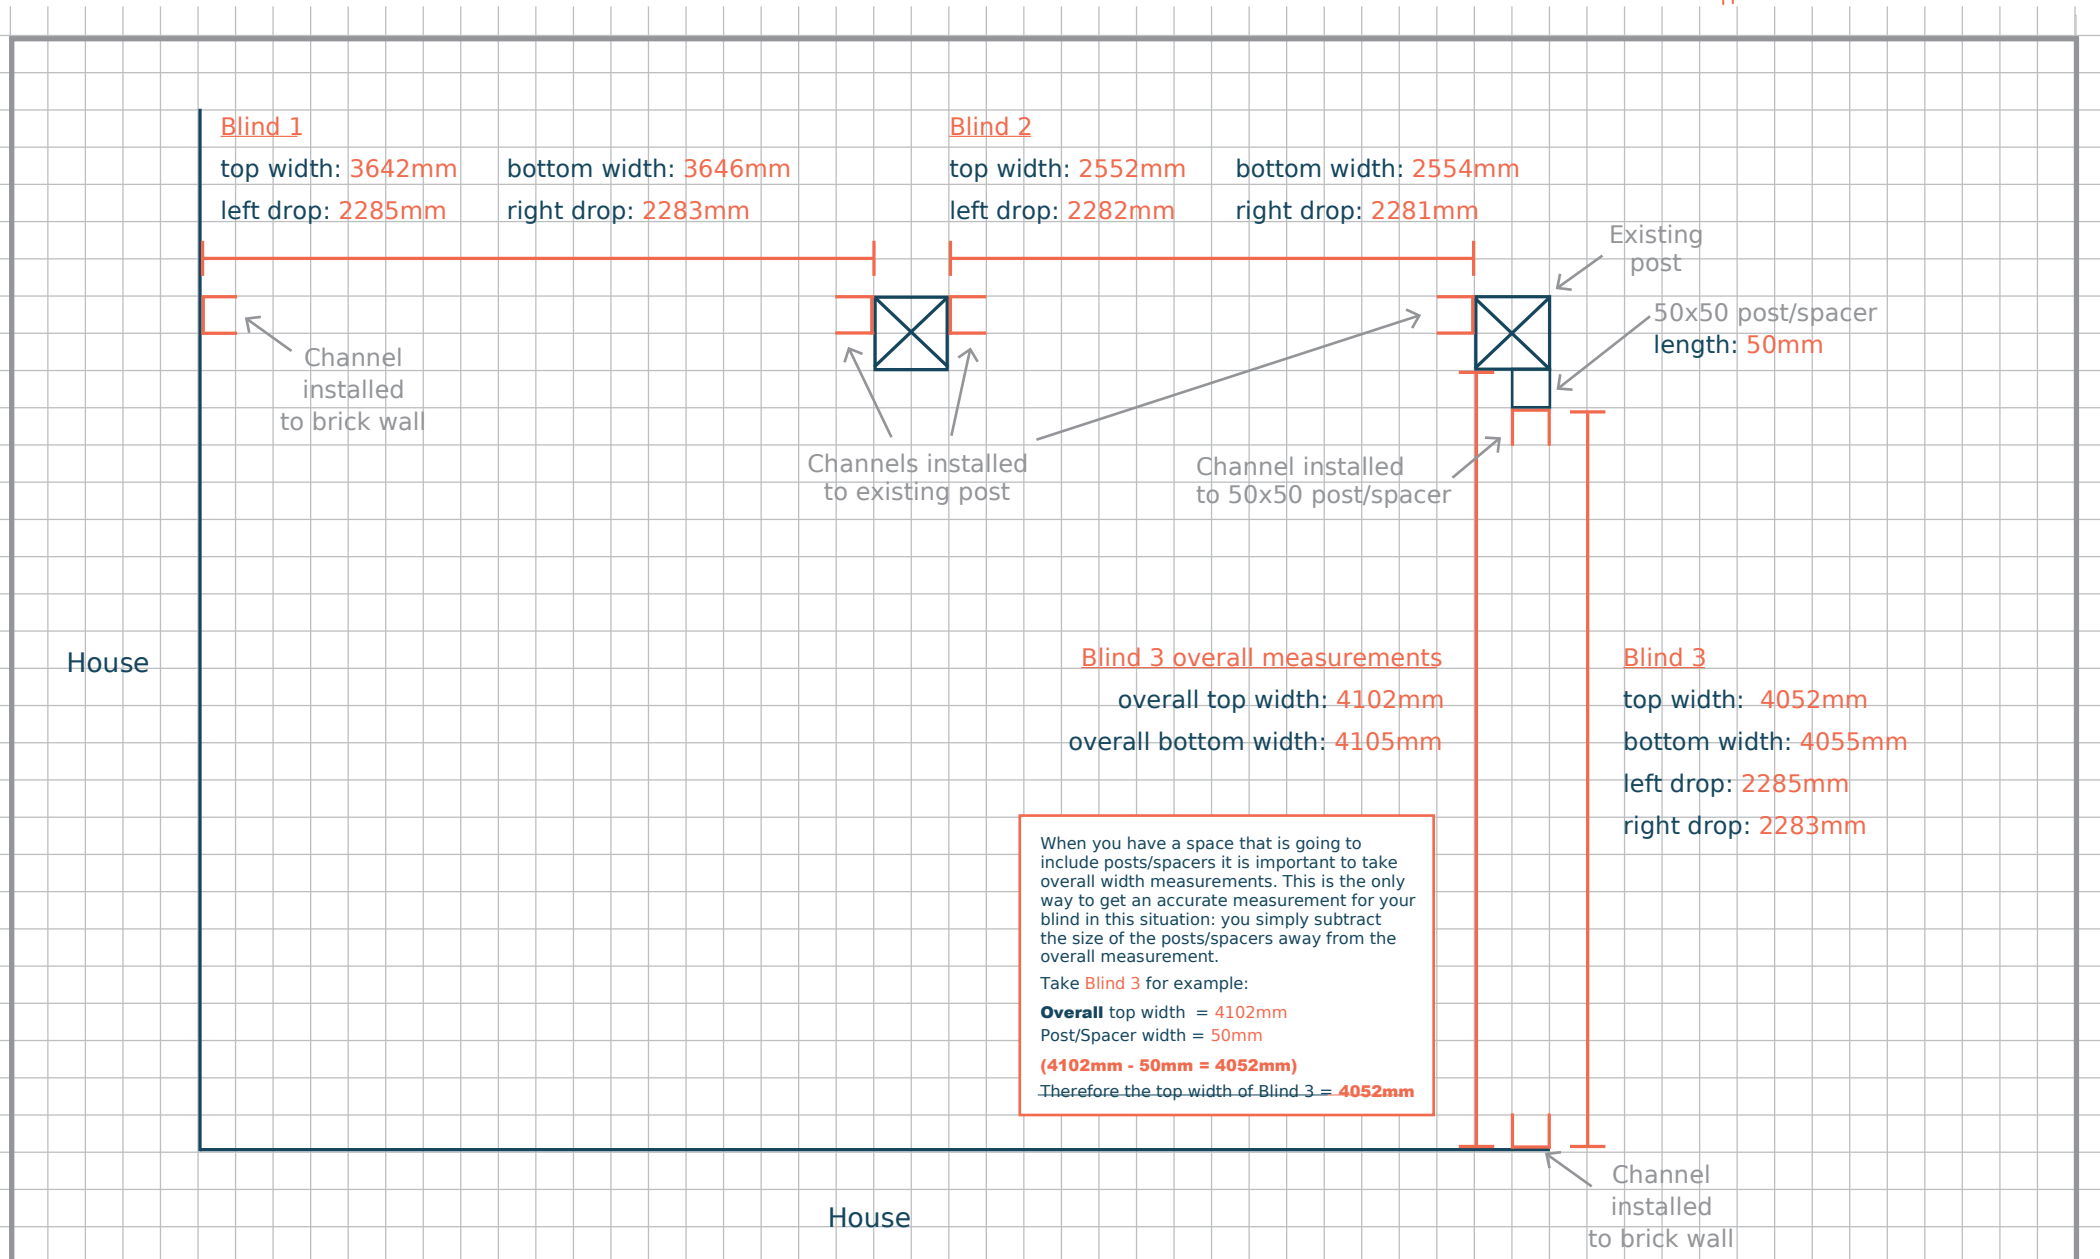 Blind 1
top width: 3642mm bottom width: 3646mm
left drop: 2285mm right drop: 2283mm
Blind 2
top width: 2552mm bottom width: 2554mm
left drop: 2282mm right drop: 2281mm
Existing
post
50x50 post/spacer
length: 50mm
Channel
installed
to brick wall
Channels installed
to existing post
Channel installed
to 50x50 post/spacer
House
Blind 3 overall measurements
overall top width: 4102mm
overall bottom width: 4105mm
Blind 3
top width: 4052mm
bottom width: 4055mm
left drop: 2285mm
right drop: 2283mm
When you have a space that is going to
include posts/spacers it is important to take
overall width measurements. This is the only
way to get an accurate measurement for your
blind in this situation: you simply subtract
the size of the posts/spacers away from the
overall measurement.
Take Blind 3 for example:
Overall top width = 4102mm
Post/Spacer width = 50mm
(4102mm - 50mm = 4052mm)
Therefore the top width of Blind 3 = 4052mm
Channel
installed
to brick wall
House